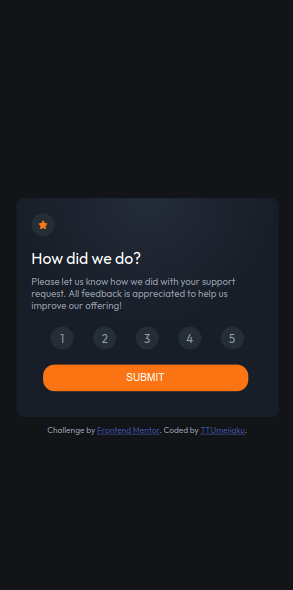 How did we do?
Please let us know how we did with your support
request. All feedback is appreciated to help us
improve our offering!
1 2 3 4 5
SUBMIT
Challenge by Frontend Mentor. Coded by TTUmejiaku.